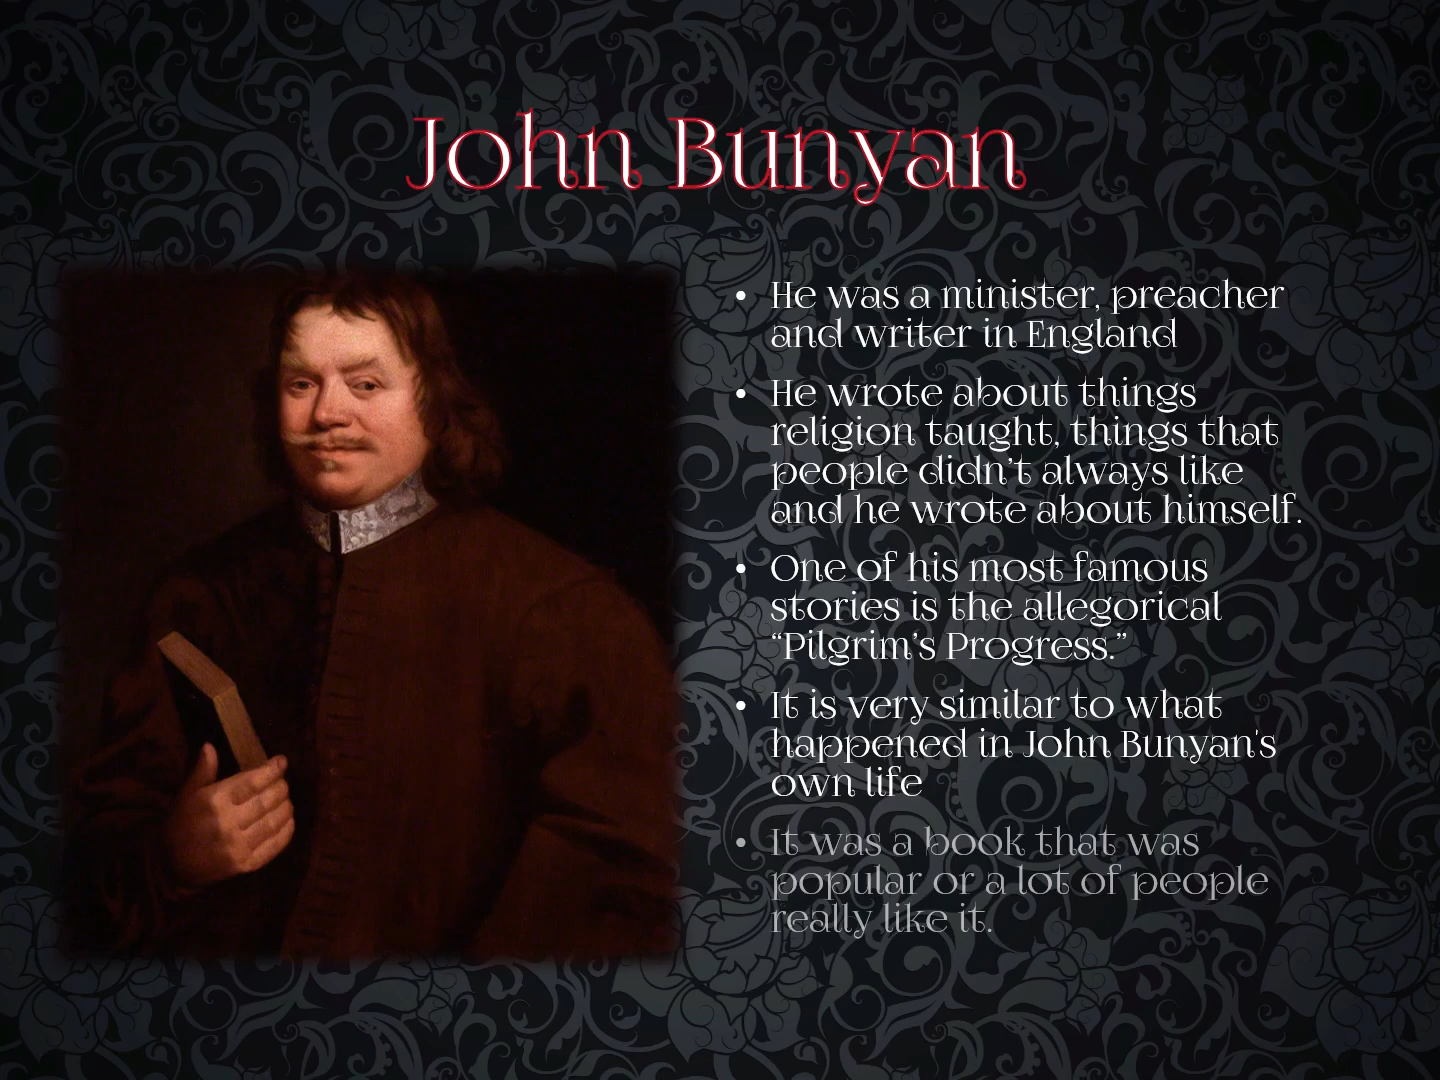 John Bunyan
• He was a minister, preacher
and writer in England
• He wrote about things
religion taught, things that
people didn’t always like
and he wrote about himself.
• One of his most famous
stories is the allegorical
“Pilgrim’s Progress.”
• It is very similar to what
happened in John Bunyan's
own life
• It was a book that was
popular or a lot of people
really like it.